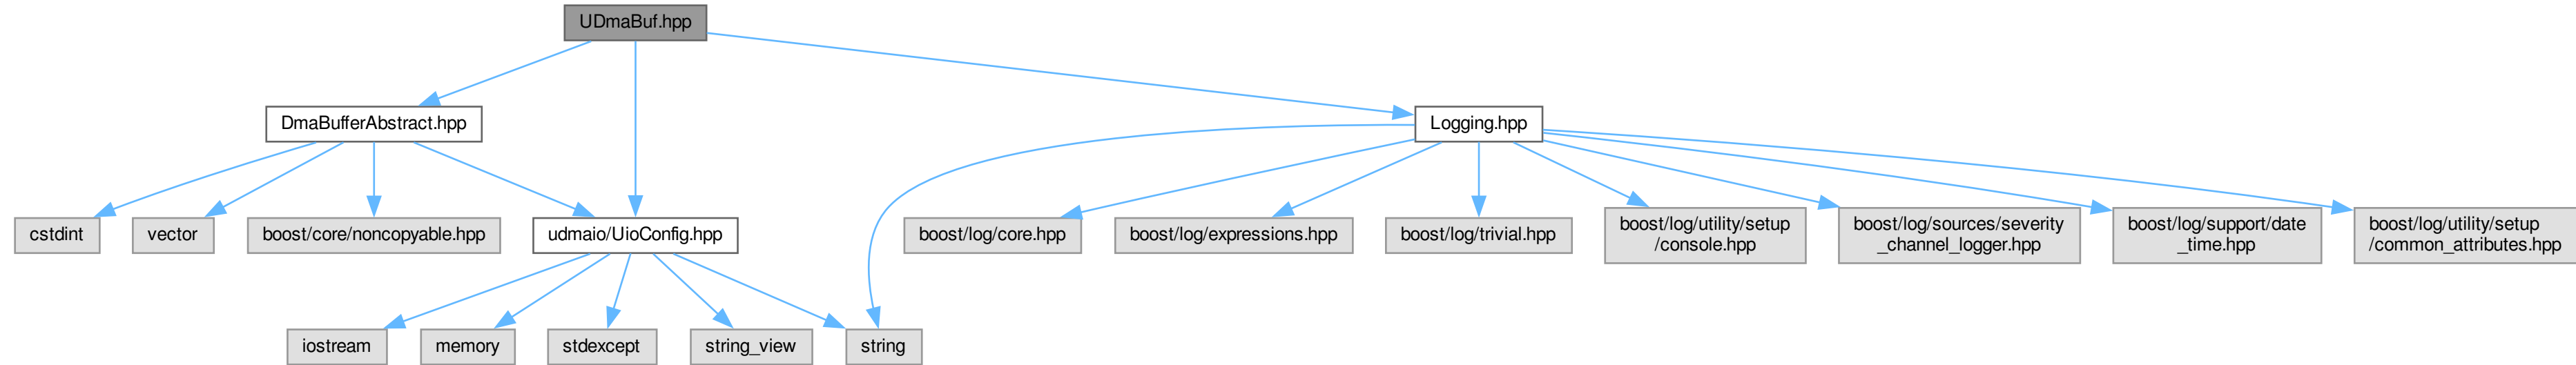 UDmaBuf.hpp
DmaBufferAbstract.hpp
Logging.hpp
cstdint
vector
boost/core/noncopyable.hpp
udmaio/UioConfig.hpp
boost/log/core.hpp
boost/log/expressions.hpp
boost/log/trivial.hpp
boost/log/utility/setup
/console.hpp
boost/log/sources/severity
_channel_logger.hpp
boost/log/support/date
_time.hpp
boost/log/utility/setup
/common_attributes.hpp
iostream
memory
stdexcept
string_view
string